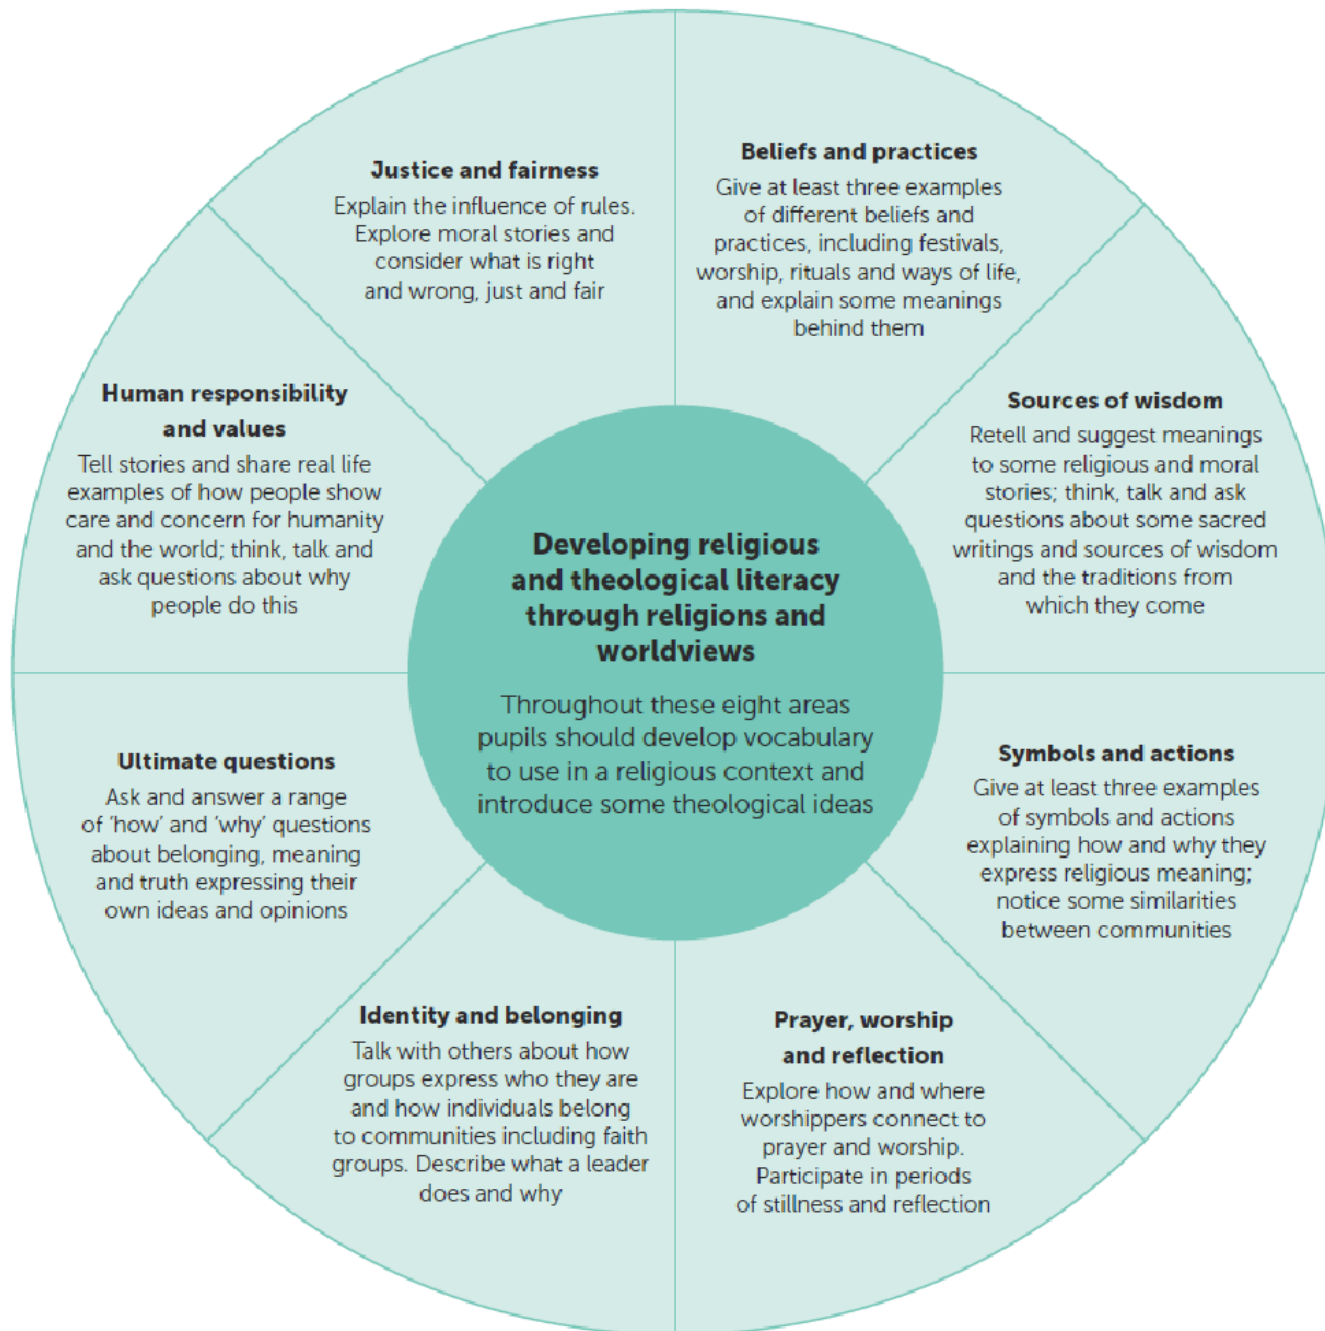 Developing religious
and theological literacy
through religions and
worldviews
Throughout these eight areas
pupils should develop vocabulary
to use in a religious context and
introduce some theological ideas
Beliefs and practices
Give at least three examples
of different beliefs and
practices, including festivals,
worship, rituals and ways of life,
and explain some meanings
behind them
Sources of wisdom
Retell and suggest meanings
to some religious and moral
stories; think, talk and ask
questions about some sacred
writings and sources of wisdom
and the traditions from
which they come
Symbols and actions
Give at least three examples
of symbols and actions
explaining how and why they
express religious meaning;
notice some similarities
between communities
Prayer, worship
and reflection
Explore how and where
worshippers connect to
prayer and worship.
Participate in periods
of stillness and reflection
Identity and belonging
Talk with others about how
groups express who they are
and how individuals belong
to communities including faith
groups. Describe what a leader
does and why
Ultimate questions
Ask and answer a range
of ‘how’ and ‘why’ questions
about belonging, meaning
and truth expressing their
own ideas and opinions
Human responsibility
and values
Tell stories and share real life
examples of how people show
care and concern for humanity
and the world; think, talk and
ask questions about why
people do this
Justice and fairness
Explain the influence of rules.
Explore moral stories and
consider what is right
and wrong, just and fair